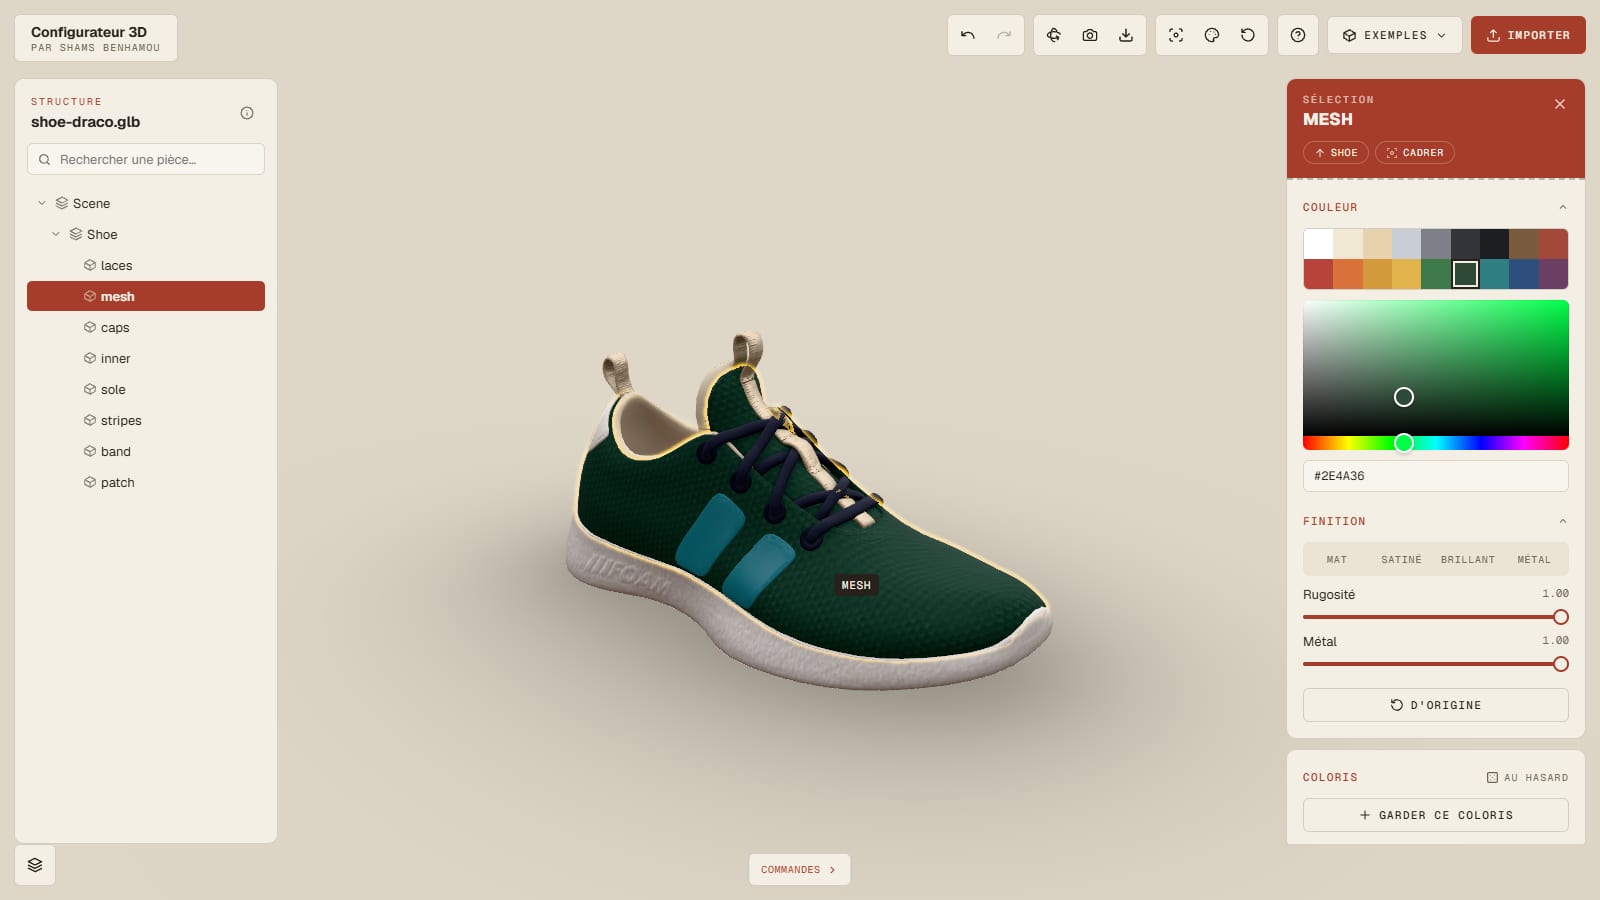 Configurateur 3D
PAR SHAMS BENHAMOU
EXEMPLES
IMPORTER
STRUCTURE
shoe-draco.glb
Rechercher une pièce…
Scene
Shoe
laces
mesh
caps
inner
sole
stripes
band
patch
///FOAM
MESH
COMMANDES
SÉLECTION
MESH
SHOE
CADRER
COULEUR
#2E4A36
FINITION
MAT SATINÉ BRILLANT MÉTAL
Rugosité 1.00
Métal 1.00
D'ORIGINE
COLORIS AU HASARD
GARDER CE COLORIS